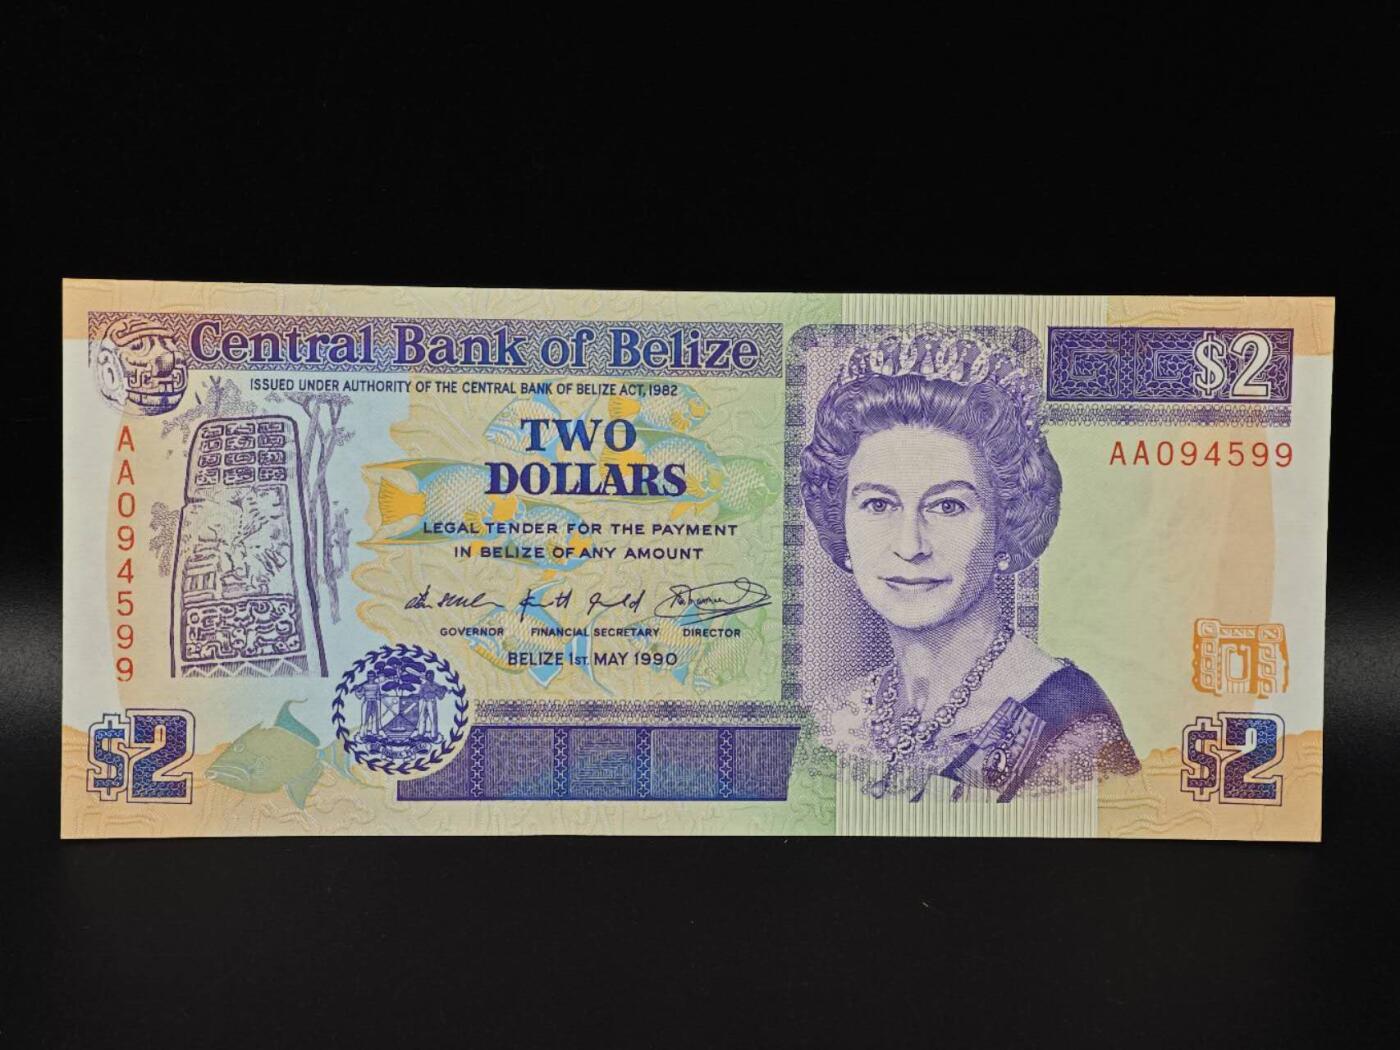 Central Bank of Belize
ISSUED UNDER AUTHORITY OF THE CENTRAL BANK OF BELIZE ACT, 1982
$2
AA094599
AA094599
TWO
DOLLARS
LEGAL TENDER FOR THE PAYMENT
IN BELIZE OF ANY AMOUNT
GOVERNOR FINANCIAL SECRETARY DIRECTOR
BELIZE 1ST. MAY 1990
$2
$2